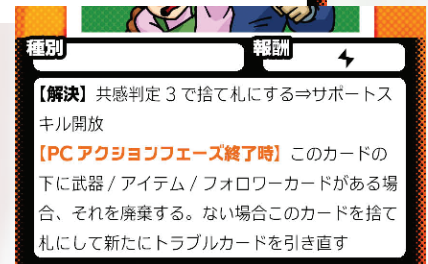 種別
報酬
【解決】共感判定 3 で捨て札にする⇒サポートス
キル開放
【PC アクションフェーズ終了時】このカードの
下に武器 / アイテム / フォロワーカードがある場
合、それを廃棄する。ない場合このカードを捨て
札にして新たにトラブルカードを引き直す